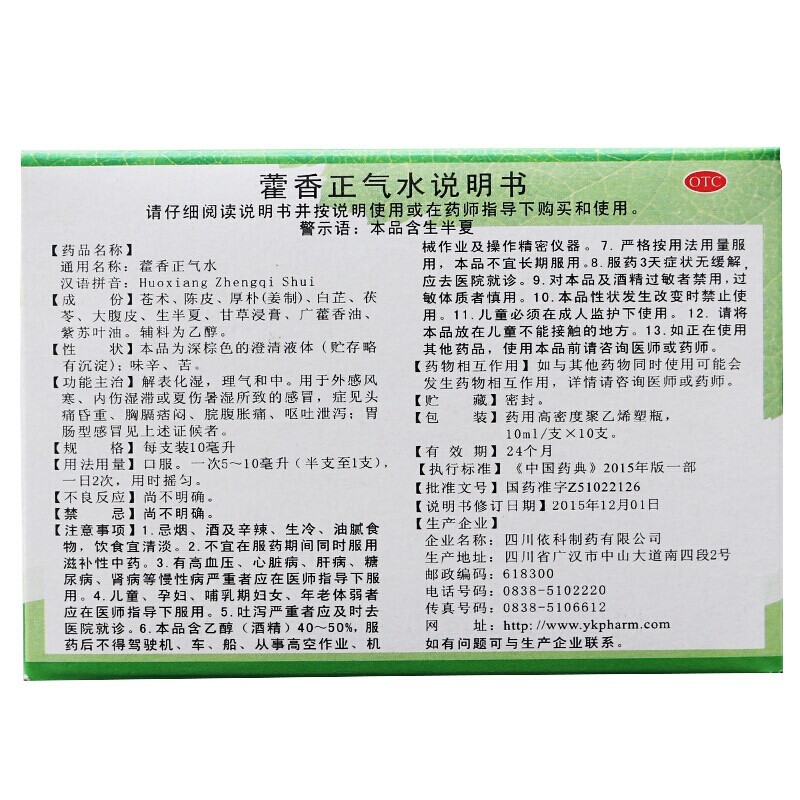 藿香正气水说明书
OTC
请仔细阅读说明书并按说明使用或在药师指导下购买和使用。
警示语：本品含生半夏
【药品名称】
通用名称：藿香正气水
汉语拼音：Huoxiang Zhengqi Shui
【成　　份】苍术、陈皮、厚朴(姜制)、白芷、茯
苓、大腹皮、生半夏、甘草浸膏、广藿香油、
紫苏叶油。辅料为乙醇。
【性　　状】本品为深棕色的澄清液体（贮存略
有沉淀）；味辛、苦。
【功能主治】解表化湿，理气和中。用于外感风
寒、内伤湿滞或夏伤暑湿所致的感冒，症见头
痛昏重、胸膈痞闷、脘腹胀痛、呕吐泄泻；胃
肠型感冒见上述证候者。
【规　　格】每支装10毫升
【用法用量】口服。一次5～10毫升（半支至1支），
一日2次，用时摇匀。
【不良反应】尚不明确。
【禁　　忌】尚不明确。
【注意事项】1.忌烟、酒及辛辣、生冷、油腻食
物，饮食宜清淡。2.不宜在服药期间同时服用
滋补性中药。3.有高血压、心脏病、肝病、糖
尿病、肾病等慢性病严重者应在医师指导下服
用。4.儿童、孕妇、哺乳期妇女、年老体弱者
应在医师指导下服用。5.吐泻严重者应及时去
医院就诊。6.本品含乙醇（酒精）40～50%，服
药后不得驾驶机、车、船、从事高空作业、机
械作业及操作精密仪器。7.严格按用法用量服
用，本品不宜长期服用。8.服药3天症状无缓解，
应去医院就诊。9.对本品及酒精过敏者禁用，过
敏体质者慎用。10.本品性状发生改变时禁止使
用。11.儿童必须在成人监护下使用。12.请将
本品放在儿童不能接触的地方。13.如正在使用
其他药品，使用本品前请咨询医师或药师。
【药物相互作用】如与其他药物同时使用可能会
发生药物相互作用，详情请咨询医师或药师。
【贮　　藏】密封。
【包　　装】药用高密度聚乙烯塑瓶，
10ml/支×10支。
【有 效 期】24个月
【执行标准】《中国药典》2015年版一部
【批准文号】国药准字Z51022126
【说明书修订日期】2015年12月01日
【生产企业】
企业名称：四川依科制药有限公司
生产地址：四川省广汉市中山大道南四段2号
邮政编码：618300
电话号码：0838-5102220
传真号码：0838-5106612
网　　址：http://www.ykpharm.com
如有问题可与生产企业联系。